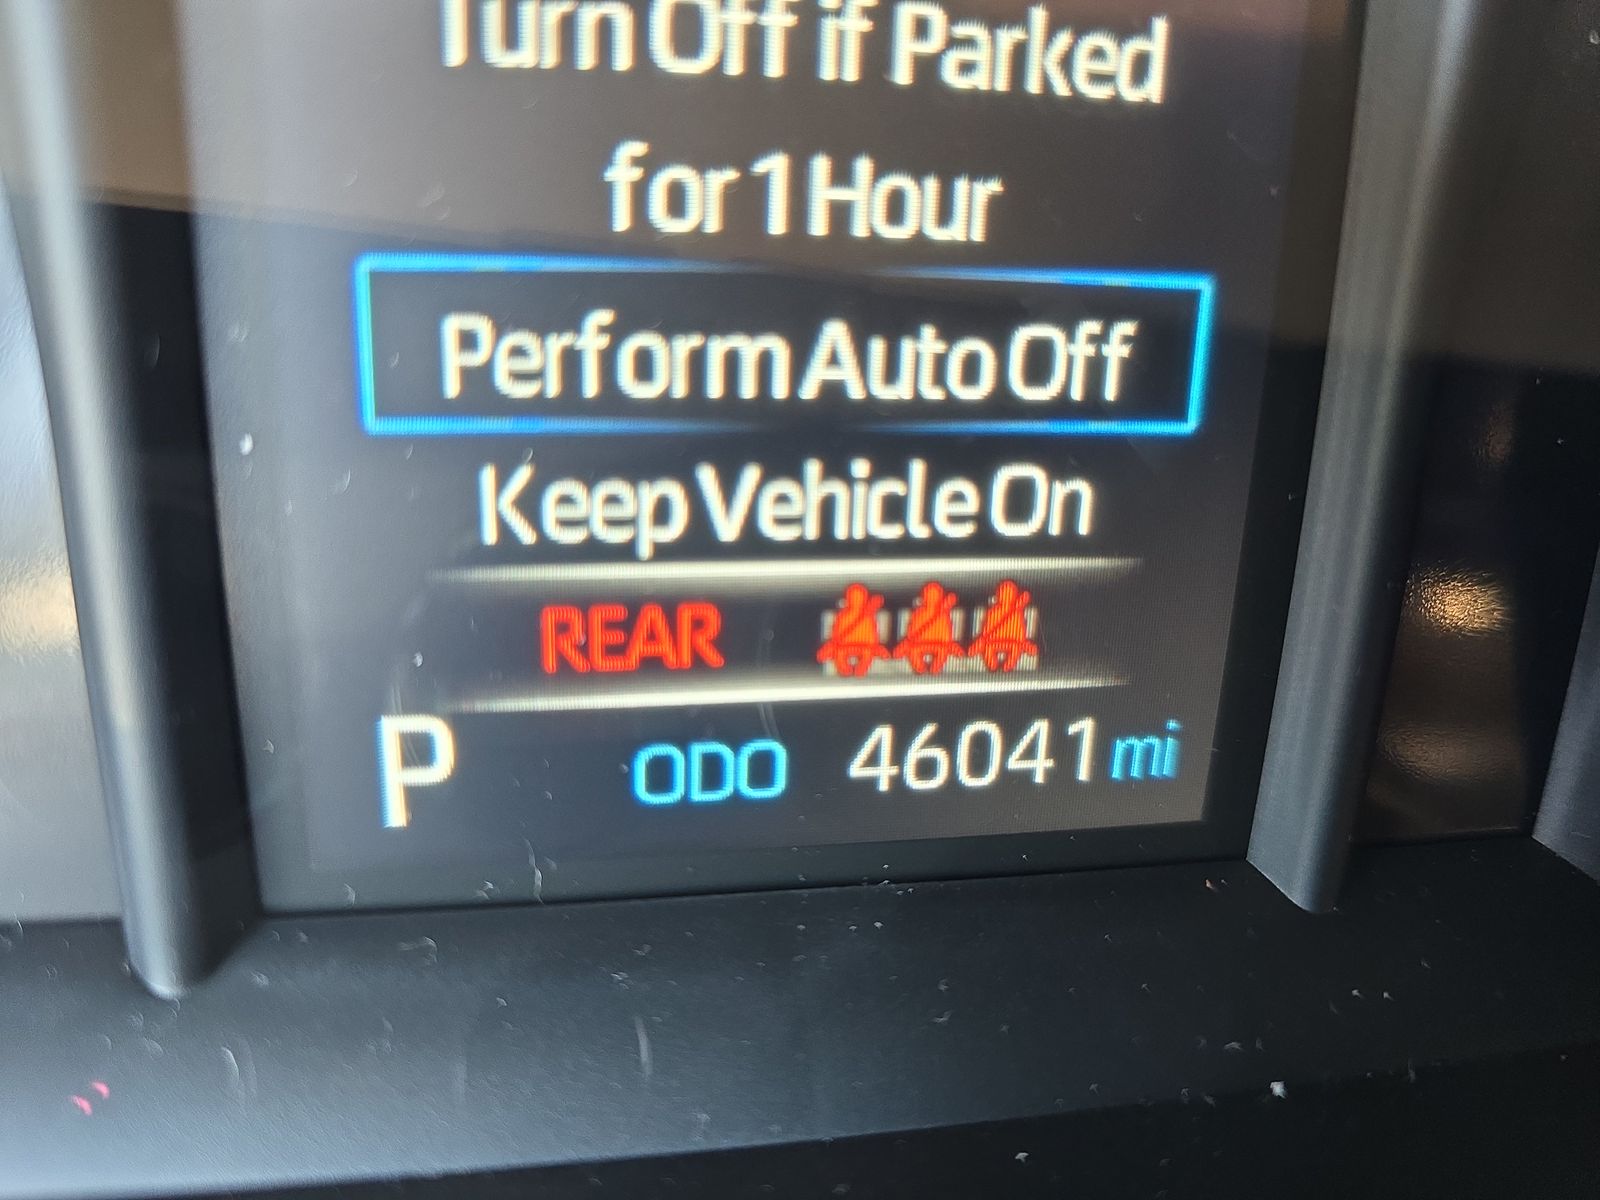 Turn Off if Parked
for 1 Hour
Perform Auto Off
Keep Vehicle On
REAR
P ODO 46041 mi